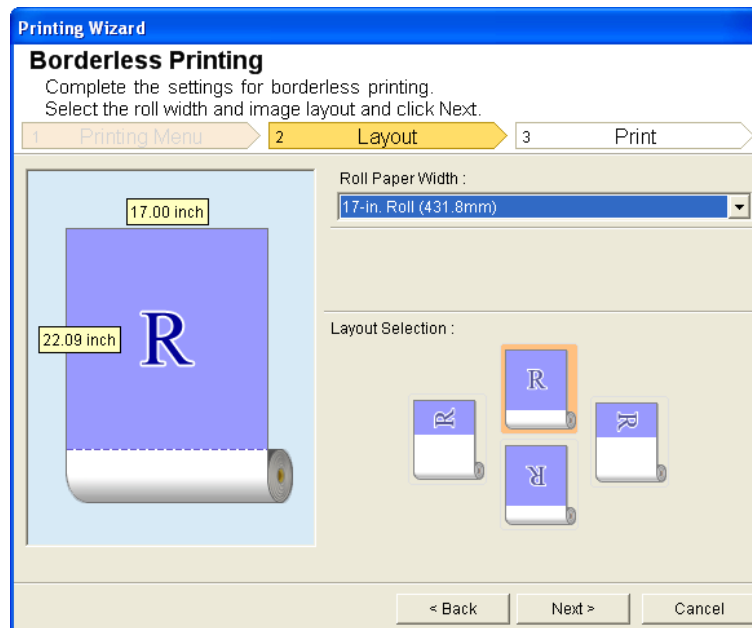 Printing Wizard
Borderless Printing
Complete the settings for borderless printing.
Select the roll width and image layout and click Next.
1 Printing Menu
2 Layout
3 Print
Roll Paper Width :
17-in. Roll (431.8mm)
17.00 inch
22.09 inch
R
Layout Selection :
R
R
R
R
< Back
Next >
Cancel